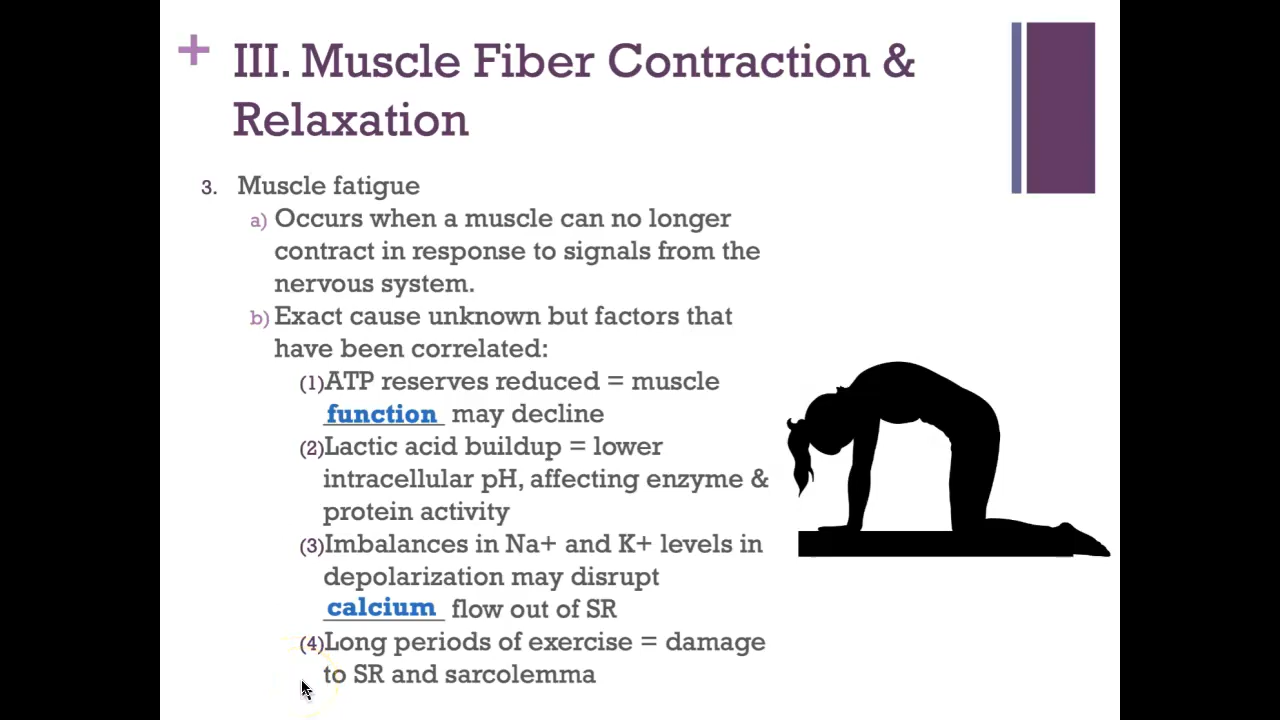 + III. Muscle Fiber Contraction &
Relaxation
3. Muscle fatigue
a) Occurs when a muscle can no longer
contract in response to signals from the
nervous system.
b) Exact cause unknown but factors that
have been correlated:
(1)ATP reserves reduced = muscle
function may decline
(2)Lactic acid buildup = lower
intracellular pH, affecting enzyme &
protein activity
(3)Imbalances in Na+ and K+ levels in
depolarization may disrupt
calcium flow out of SR
(4)Long periods of exercise = damage
to SR and sarcolemma